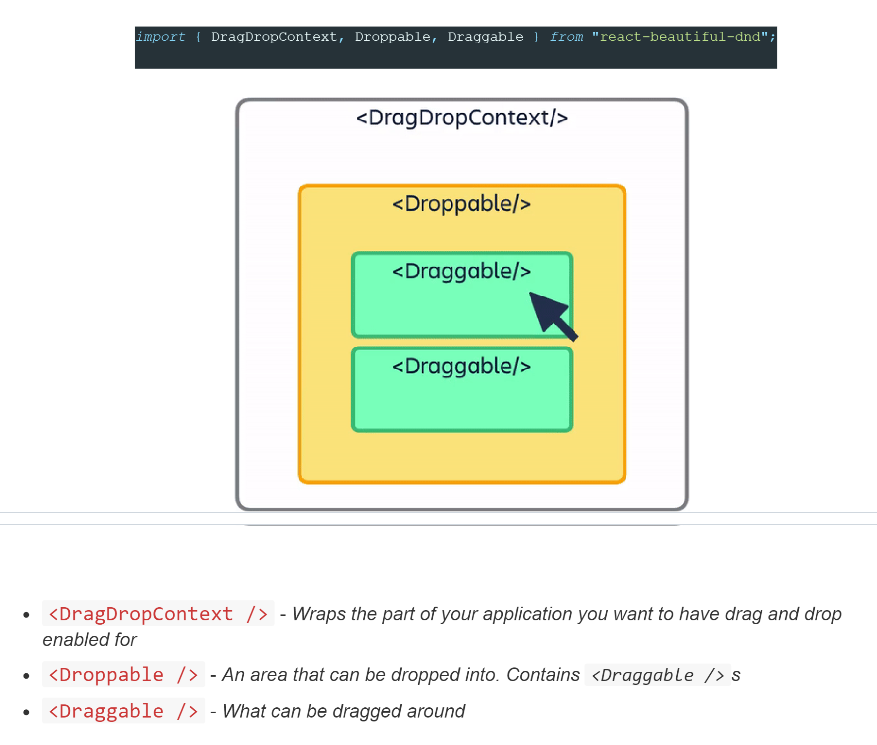 import { DragDropContext, Droppable, Draggable } from "react-beautiful-dnd";
<DragDropContext/>
<Droppable/>
<Draggable/>
<Draggable/>
• <DragDropContext /> - Wraps the part of your application you want to have drag and drop
enabled for
• <Droppable /> - An area that can be dropped into. Contains <Draggable /> s
• <Draggable /> - What can be dragged around